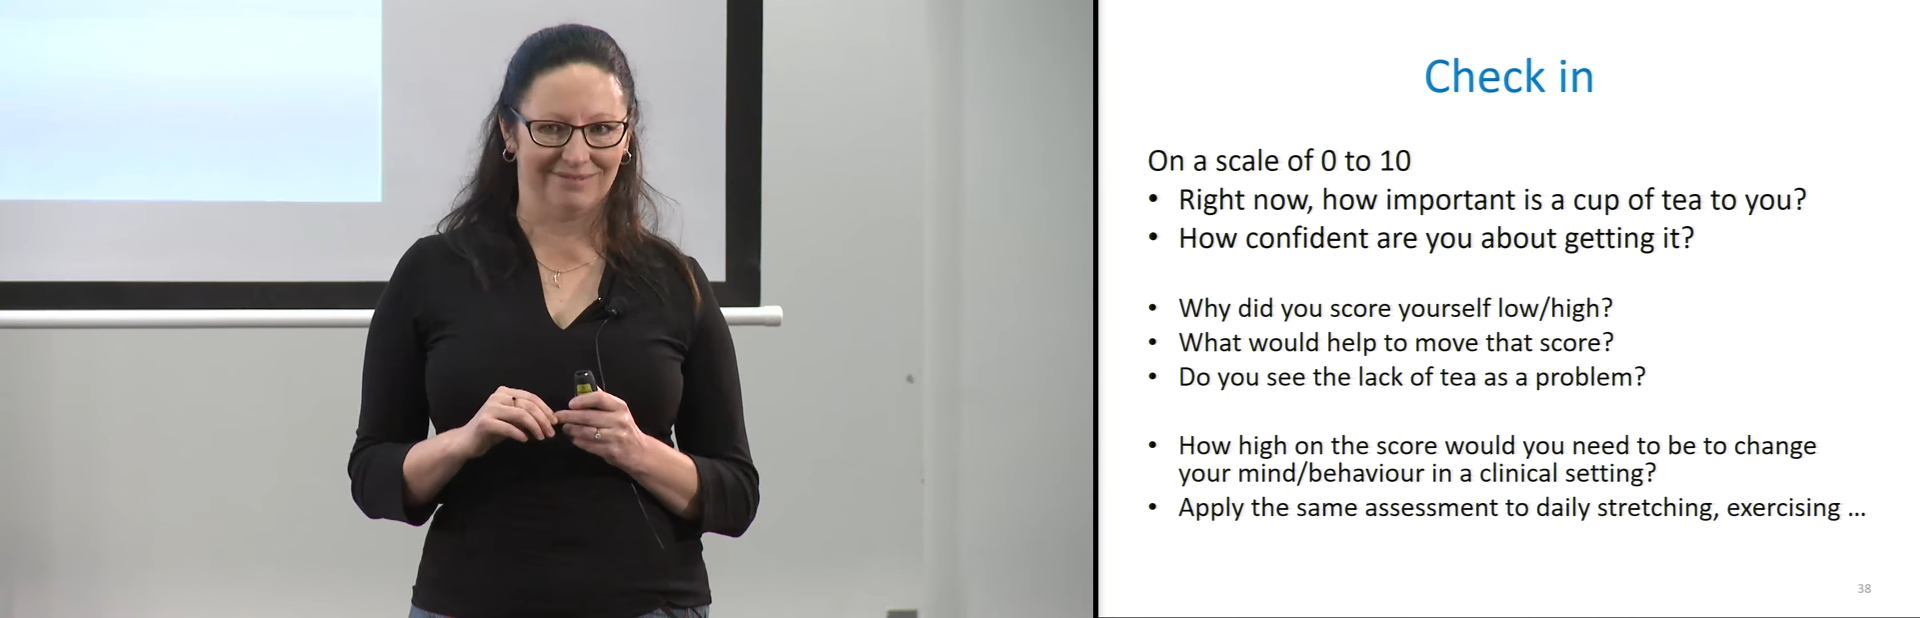 Check in
On a scale of 0 to 10
• Right now, how important is a cup of tea to you?
• How confident are you about getting it?
• Why did you score yourself low/high?
• What would help to move that score?
• Do you see the lack of tea as a problem?
• How high on the score would you need to be to change
your mind/behaviour in a clinical setting?
• Apply the same assessment to daily stretching, exercising ...
38